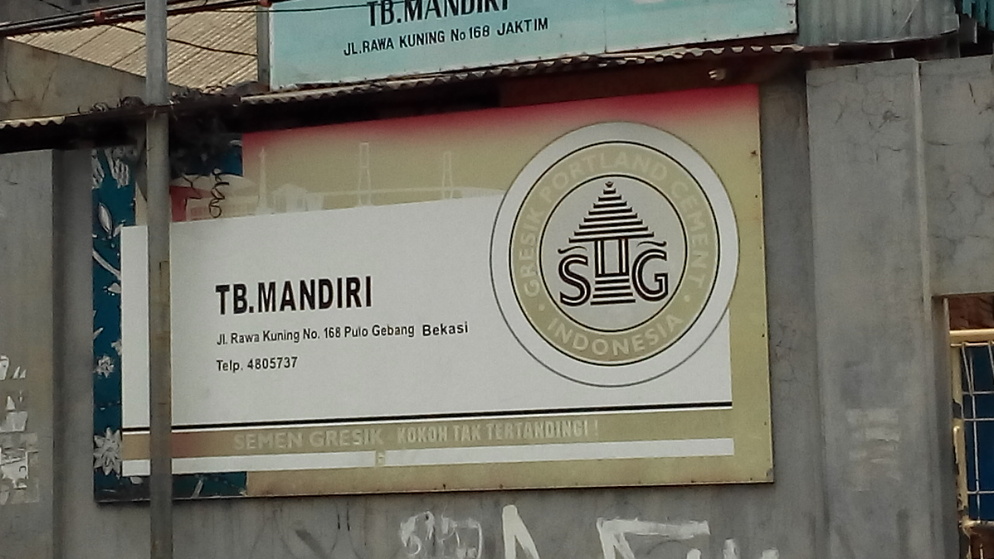 TB.MANDIRI
JL.RAWA KUNING No 168 JAKTIM
GRESIK PORTLAND CEMENT
SG
INDONESIA
TB.MANDIRI
Jl. Rawa Kuning No. 168 Pulo Gebang Bekasi
Telp. 4805737
SEMEN GRESIK KOKOH TAK TERTANDINGI !